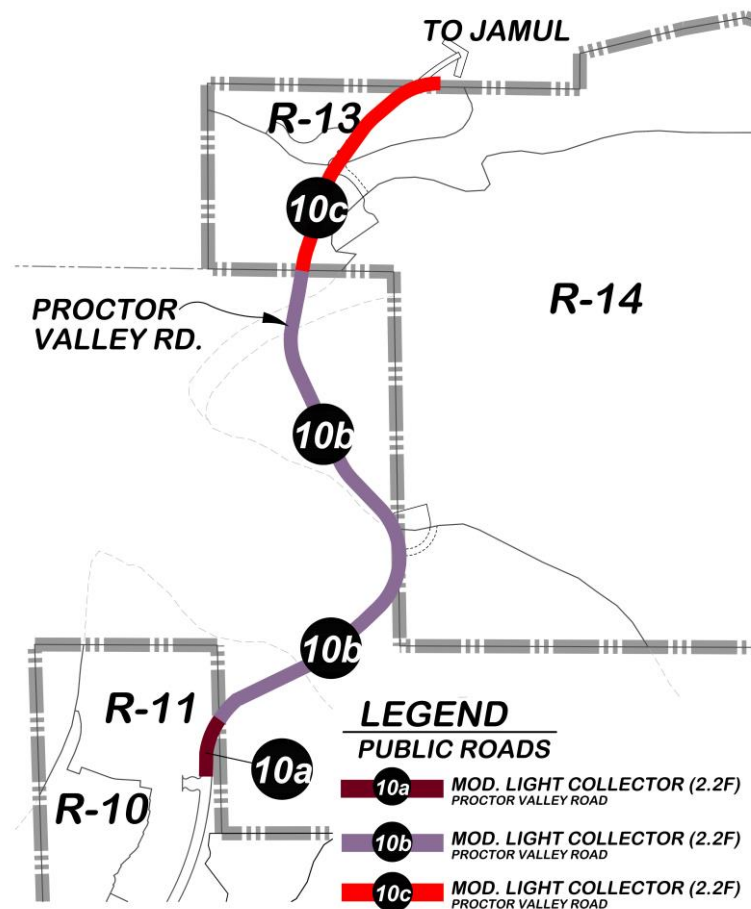 TO JAMUL
R-13
10c
R-14
PROCTOR
VALLEY RD.
10b
10b
R-11
10a
R-10
LEGEND
PUBLIC ROADS
10a MOD. LIGHT COLLECTOR (2.2F)
PROCTOR VALLEY ROAD
10b MOD. LIGHT COLLECTOR (2.2F)
PROCTOR VALLEY ROAD
10c MOD. LIGHT COLLECTOR (2.2F)
PROCTOR VALLEY ROAD